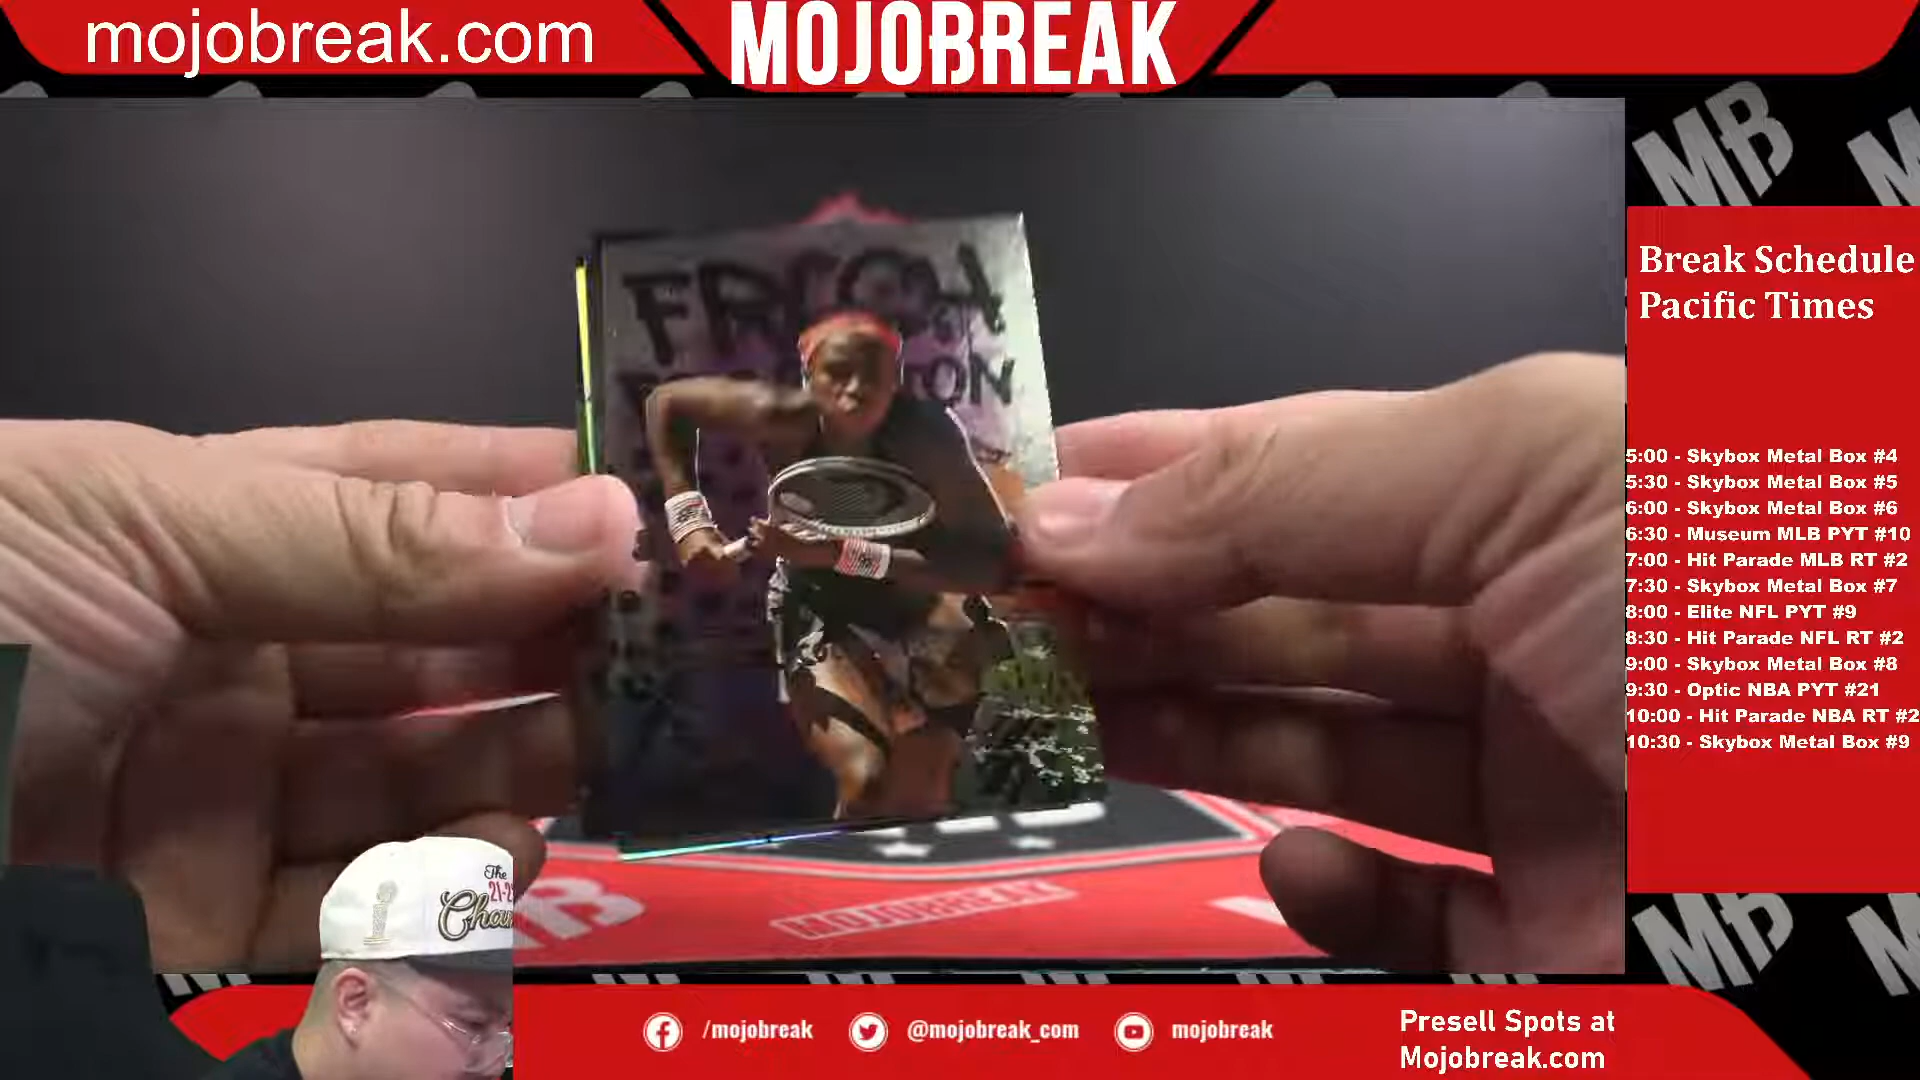 mojobreak.com
MOJOBREAK
MB
Break Schedule
Pacific Times
5:00 - Skybox Metal Box #4
5:30 - Skybox Metal Box #5
6:00 - Skybox Metal Box #6
6:30 - Museum MLB PYT #10
7:00 - Hit Parade MLB RT #2
7:30 - Skybox Metal Box #7
8:00 - Elite NFL PYT #9
8:30 - Hit Parade NFL RT #2
9:00 - Skybox Metal Box #8
9:30 - Optic NBA PYT #21
10:00 - Hit Parade NBA RT #2
10:30 - Skybox Metal Box #9
The
MOJOBREAK
MB
/mojobreak
@mojobreak_com
mojobreak
Presell Spots at
Mojobreak.com